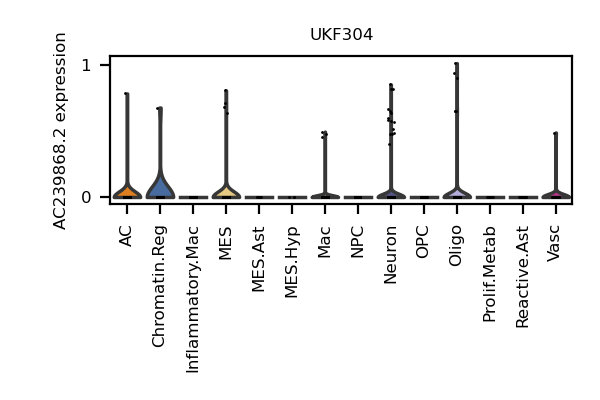 UKF304
AC239868.2 expression
1
0
AC
Chromatin.Reg
Inflammatory.Mac
MES
MES.Ast
MES.Hyp
Mac
NPC
Neuron
OPC
Oligo
Prolif.Metab
Reactive.Ast
Vasc